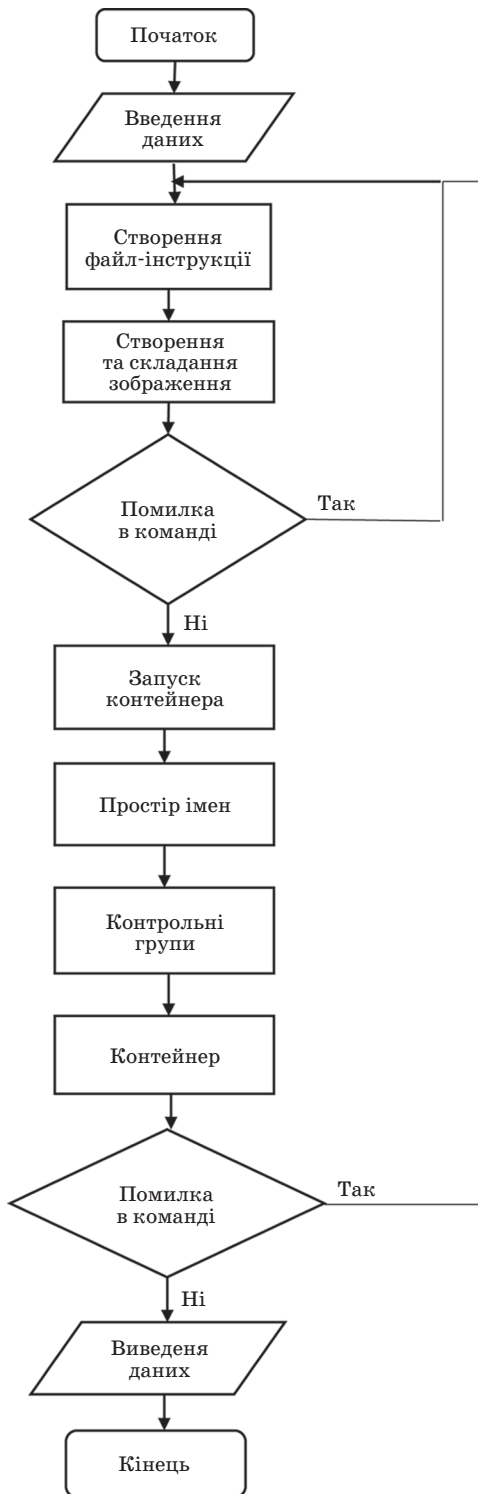 Початок
Введення
даних
Створення
файл-інструкції
Створення
та складання
зображення
Помилка
в команді
Так
Ні
Запуск
контейнера
Простір імен
Контрольні
групи
Контейнер
Помилка
в команді
Так
Ні
Виведеня
даних
Кінець